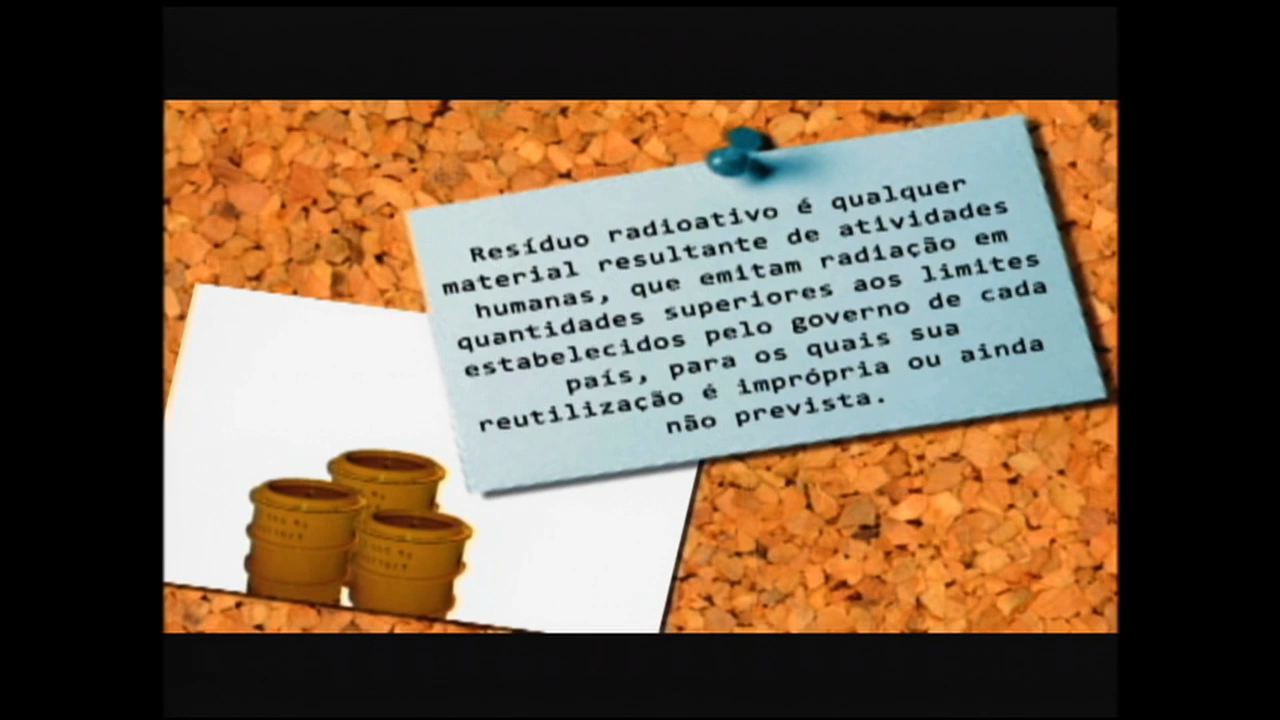 Resíduo radioativo é qualquer
material resultante de atividades
humanas, que emitam radiação em
quantidades superiores aos limites
estabelecidos pelo governo de cada
país, para os quais sua
reutilização é imprópria ou ainda
não prevista.